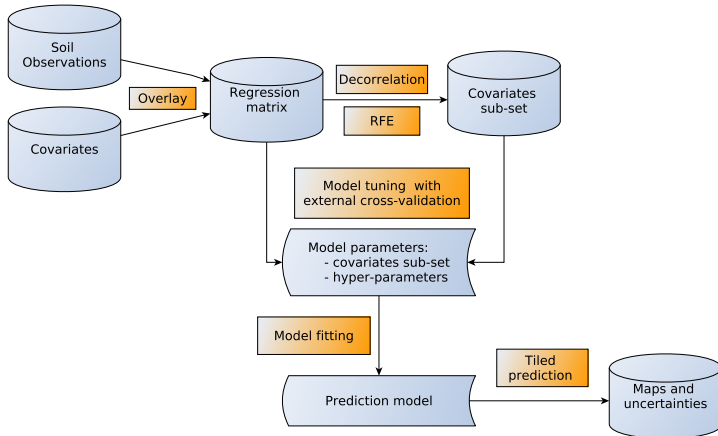 Soil
Observations
Overlay
Covariates
Regression
matrix
Decorrelation
RFE
Covariates
sub-set
Model tuning with
external cross-validation
Model parameters:
- covariates sub-set
- hyper-parameters
Model fitting
Prediction model
Tiled
prediction
Maps and
uncertainties